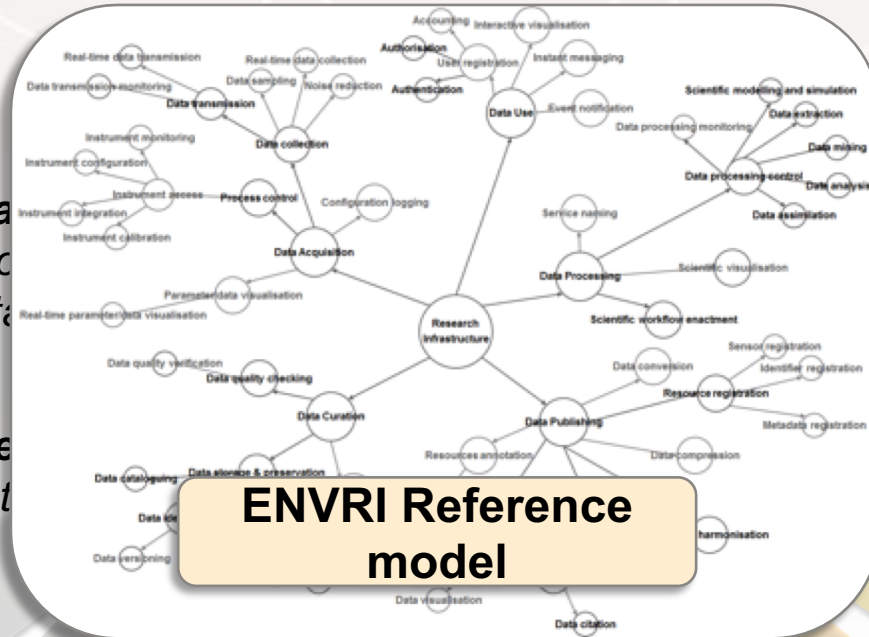 Accounting
Interactive visualisation
Authorisation
User registration
Instant messaging
Authentication
Data Use
Event notification
Real-time data transmission
Real-time data collection
Data transmission monitoring
Data sampling
Noise reduction
Data transmission
Data collection
Instrument monitoring
Instrument configuration
Instrument access
Process control
Configuration logging
Instrument integration
Instrument calibration
Data Acquisition
Parameter/data visualisation
Real-time parameter/data visualisation
Scientific modelling and simulation
Data extraction
Data processing monitoring
Data mining
Data processing control
Data analysis
Data assimilation
Service naming
Data Processing
Scientific visualisation
Scientific workflow enactment
Research
Infrastructure
Data quality verification
Data quality checking
Data Curation
Data cataloguing
Data storage & preservation
Data versioning
Data conversion
Sensor registration
Identifier registration
Resource registration
Metadata registration
Data Publishing
Resources annotation
Data compression
harmonisation
ENVRI Reference
model
Data visualisation
Data citation